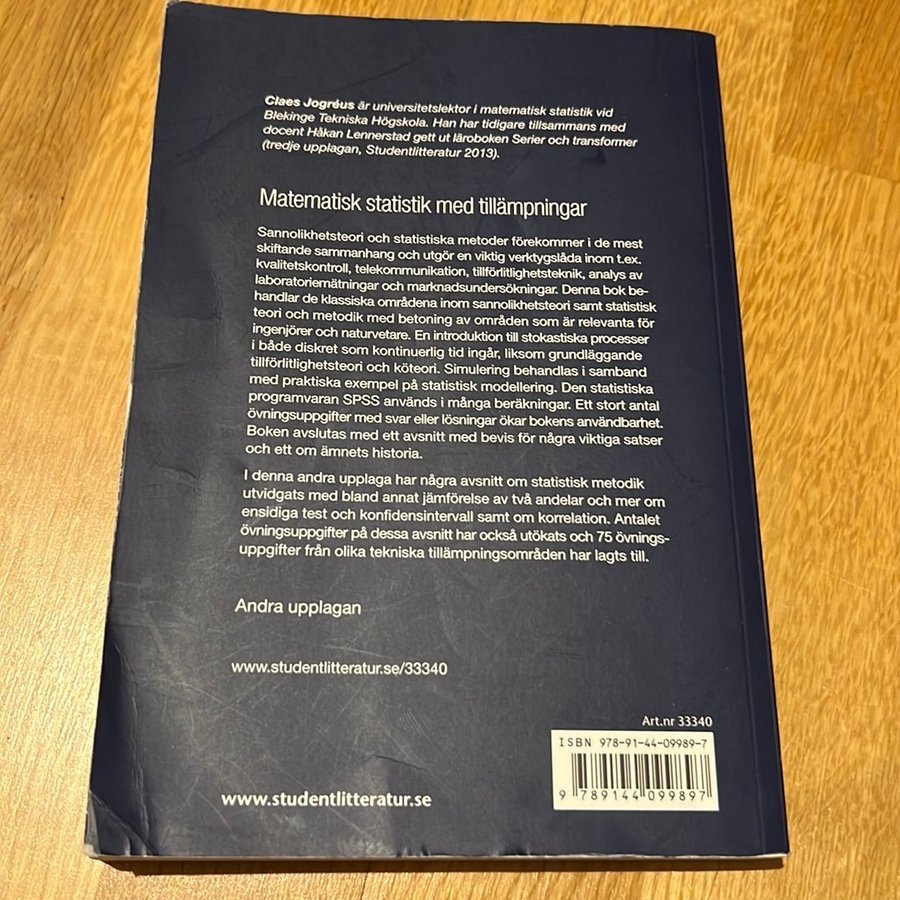 Claes Jogréus är universitetslektor i matematisk statistik vid
Blekinge Tekniska Högskola. Han har tidigare tillsammans med
docent Håkan Lennerstad gett ut läroboken Serier och transformer
(tredje upplagan, Studentlitteratur 2013).
Matematisk statistik med tillämpningar
Sannolikhetsteori och statistiska metoder förekommer i de mest
skiftande sammanhang och utgör en viktig verktygslåda inom t.ex.
kvalitetskontroll, telekommunikation, tillförlitlighetsteknik, analys av
laboratoriemätningar och marknadsundersökningar. Denna bok be-
handlar de klassiska områdena inom sannolikhetsteori samt statistisk
teori och metodik med betoning av områden som är relevanta för
ingenjörer och naturvetare. En introduktion till stokastiska processer
i både diskret som kontinuerlig tid ingår, liksom grundläggande
tillförlitlighetsteori och köteori. Simulering behandlas i samband
med praktiska exempel på statistisk modellering. Den statistiska
programvaran SPSS används i många beräkningar. Ett stort antal
övningsuppgifter med svar eller lösningar ökar bokens användbarhet.
Boken avslutas med ett avsnitt med bevis för några viktiga satser
och ett om ämnets historia.
I denna andra upplaga har några avsnitt om statistisk metodik
utvidgats med bland annat jämförelse av två andelar och mer om
ensidiga test och konfidensintervall samt om korrelation. Antalet
övningsuppgifter på dessa avsnitt har också utökats och 75 övnings-
uppgifter från olika tekniska tillämpningsområden har lagts till.
Andra upplagan
www.studentlitteratur.se/33340
Art.nr 33340
ISBN 978-91-44-09989-7
9 789144 099897
www.studentlitteratur.se